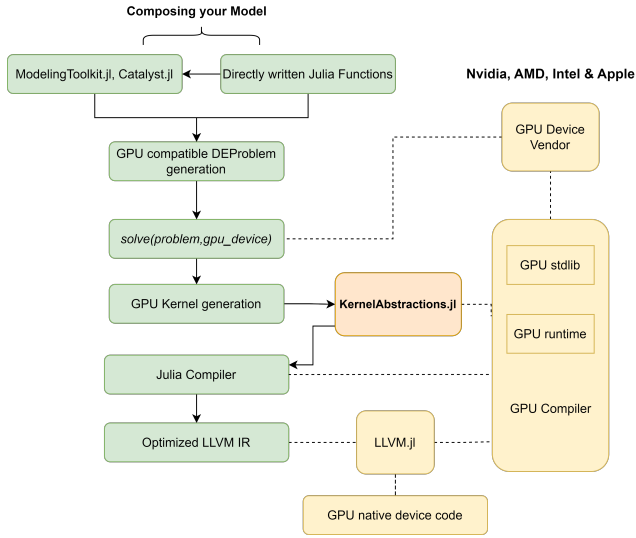 Composing your Model
ModelingToolkit.jl, Catalyst.jl
Directly written Julia Functions
Nvidia, AMD, Intel & Apple
GPU Device
Vendor
GPU compatible DEProblem
generation
solve(problem,gpu_device)
GPU stdlib
GPU Kernel generation
KernelAbstractions.jl
GPU runtime
Julia Compiler
GPU Compiler
Optimized LLVM IR
LLVM.jl
GPU native device code